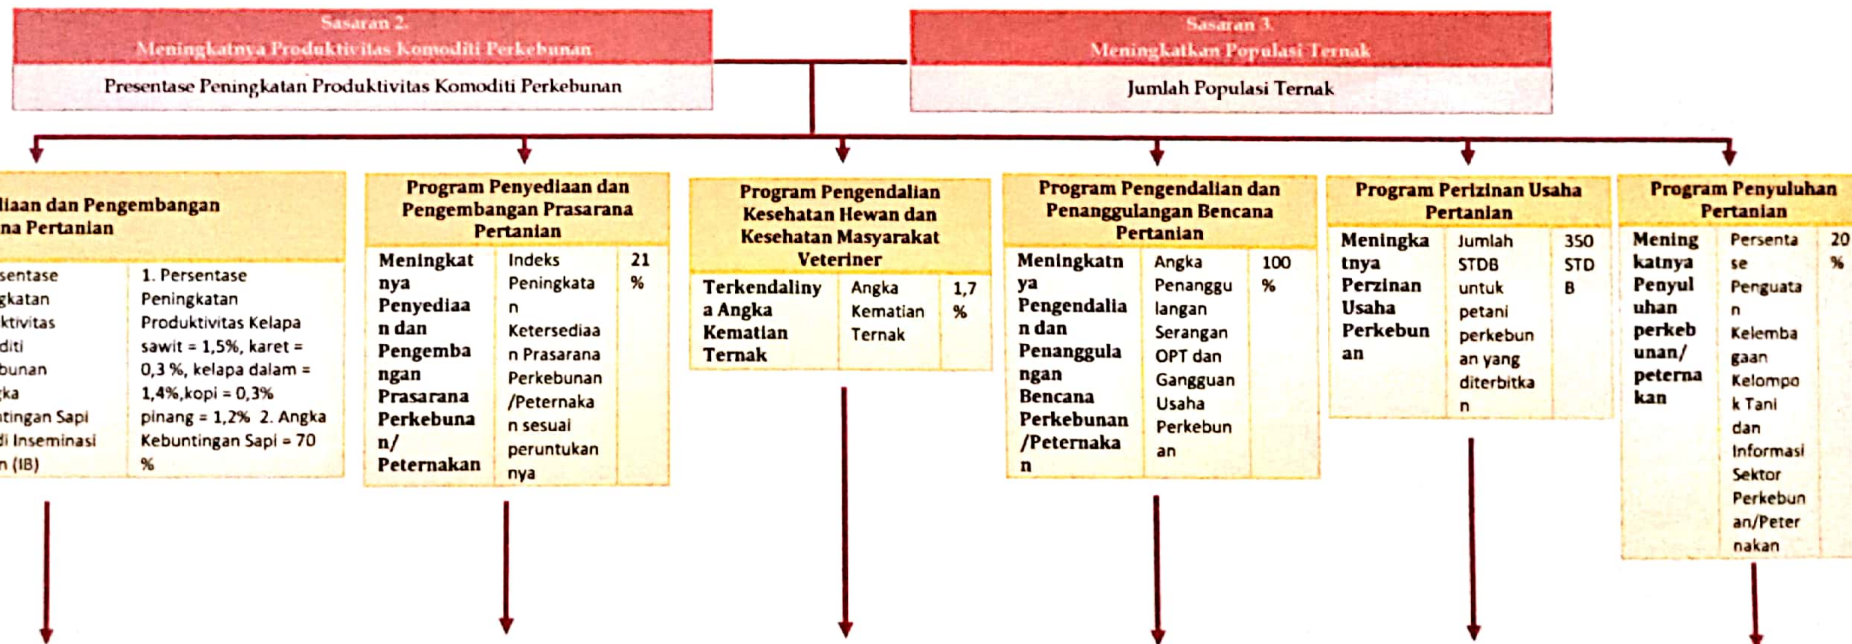 Sasaran 2.
Meningkatnya Produktivitas Komoditi Perkebunan
Presentase Peningkatan Produktivitas Komoditi Perkebunan
Sasaran 3.
Meningkatkan Populasi Ternak
Jumlah Populasi Ternak
diaan dan Pengembangan
na Pertanian
sentase
gkatan
ktivitas
diti
bunan
gka
tingan Sapi
di Inseminasi
n (IB)
1. Persentase
Peningkatan
Produktivitas Kelapa
sawit = 1,5%, karet =
0,3 %, kelapa dalam =
1,4%,kopi = 0,3%
pinang = 1,2% 2. Angka
Kebuntingan Sapi = 70
%
Program Penyediaan dan
Pengembangan Prasarana
Pertanian
Meningkat
nya
Penyediaa
n dan
Pengemba
ngan
Prasarana
Perkebuna
n/
Peternakan
Indeks
Peningkata
n
Ketersediaa
n Prasarana
Perkebunan
/Peternaka
n sesuai
peruntukan
nya
21
%
Program Pengendalian
Kesehatan Hewan dan
Kesehatan Masyarakat
Veteriner
Terkendaliny
a Angka
Kematian
Ternak
Angka
Kematian
Ternak
1,7
%
Program Pengendalian dan
Penanggulangan Bencana
Pertanian
Meningkatn
ya
Pengendalia
n dan
Penanggula
ngan
Bencana
Perkebunan
/Peternaka
n
Angka
Penanggu
langan
Serangan
OPT dan
Gangguan
Usaha
Perkebun
an
100
%
Program Perizinan Usaha
Pertanian
Meningka
tnya
Perzinan
Usaha
Perkebun
an
Jumlah
STDB
untuk
petani
perkebun
an yang
diterbitka
n
350
STD
B
Program Penyuluhan
Pertanian
Mening
katnya
Penyul
uhan
perkeb
unan/
peterna
kan
Persenta
se
Penguata
n
Kelemba
gaan
Kelompo
k Tani
dan
Informasi
Sektor
Perkebun
an/Peter
nakan
20
%